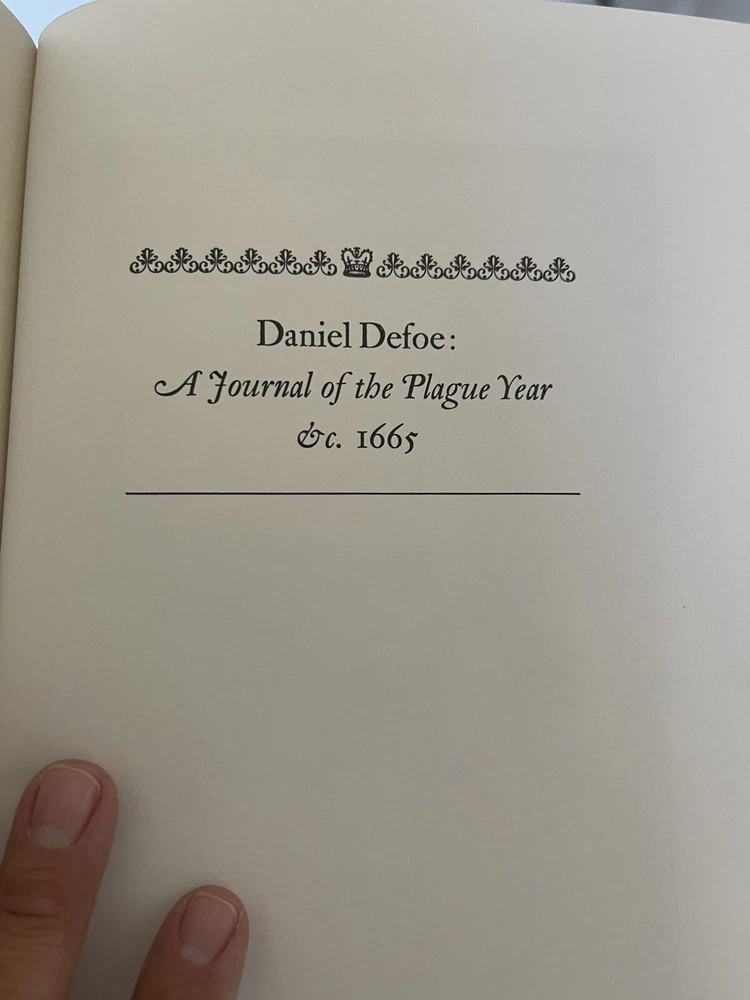 Daniel Defoe:
A Journal of the Plague Year
&c. 1665